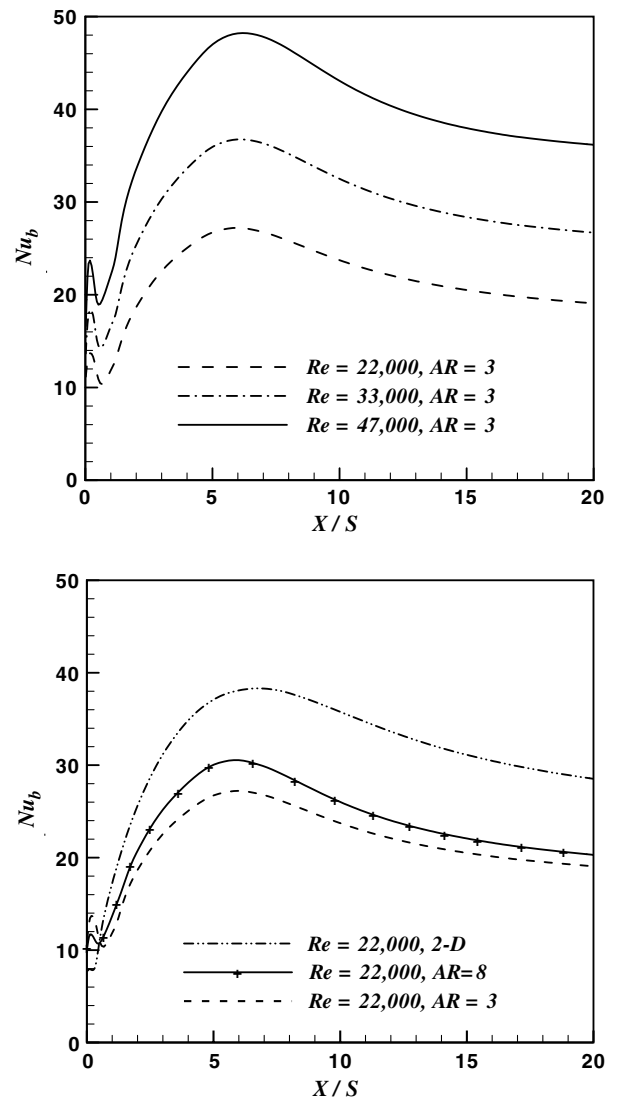 50
40
30
20
10
0
Nu_b
Re = 22,000, AR = 3
Re = 33,000, AR = 3
Re = 47,000, AR = 3
0 5 10 15 20
X / S
50
40
30
20
10
0
Nu_b
Re = 22,000, 2-D
Re = 22,000, AR=8
Re = 22,000, AR = 3
0 5 10 15 20
X / S